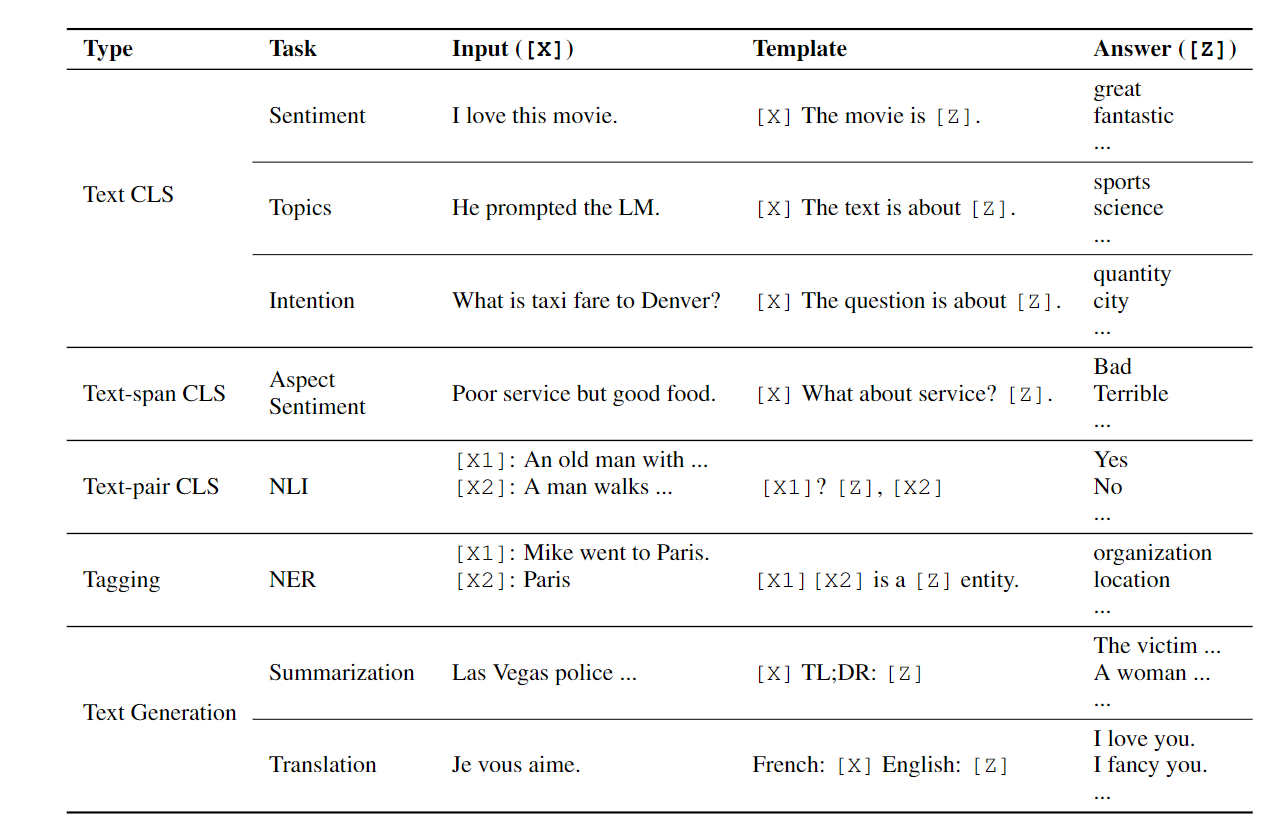 Type Task Input ([X]) Template Answer ([Z])
great
Sentiment I love this movie. [X] The movie is [Z]. fantastic
...
Text CLS
sports
Topics He prompted the LM. [X] The text is about [Z]. science
...
quantity
Intention What is taxi fare to Denver? [X] The question is about [Z]. city
...
Bad
Text-span CLS Aspect Sentiment Poor service but good food. [X] What about service? [Z]. Terrible
...
[X1]: An old man with ... Yes
Text-pair CLS NLI [X2]: A man walks ... [X1]? [Z], [X2] No
...
[X1]: Mike went to Paris. organization
Tagging NER [X2]: Paris [X1][X2] is a [Z] entity. location
...
The victim ...
Summarization Las Vegas police ... [X] TL;DR: [Z] A woman ...
...
Text Generation
I love you.
Translation Je vous aime. French: [X] English: [Z] I fancy you.
...